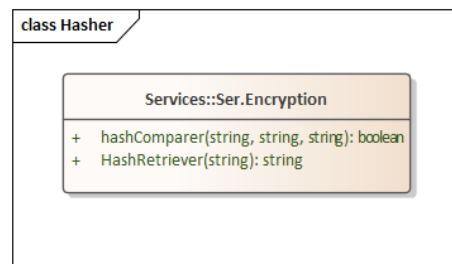 class Hasher
Services::Ser.Encryption
+ hashComparer(string, string, string): boolean
+ HashRetriever(string): string